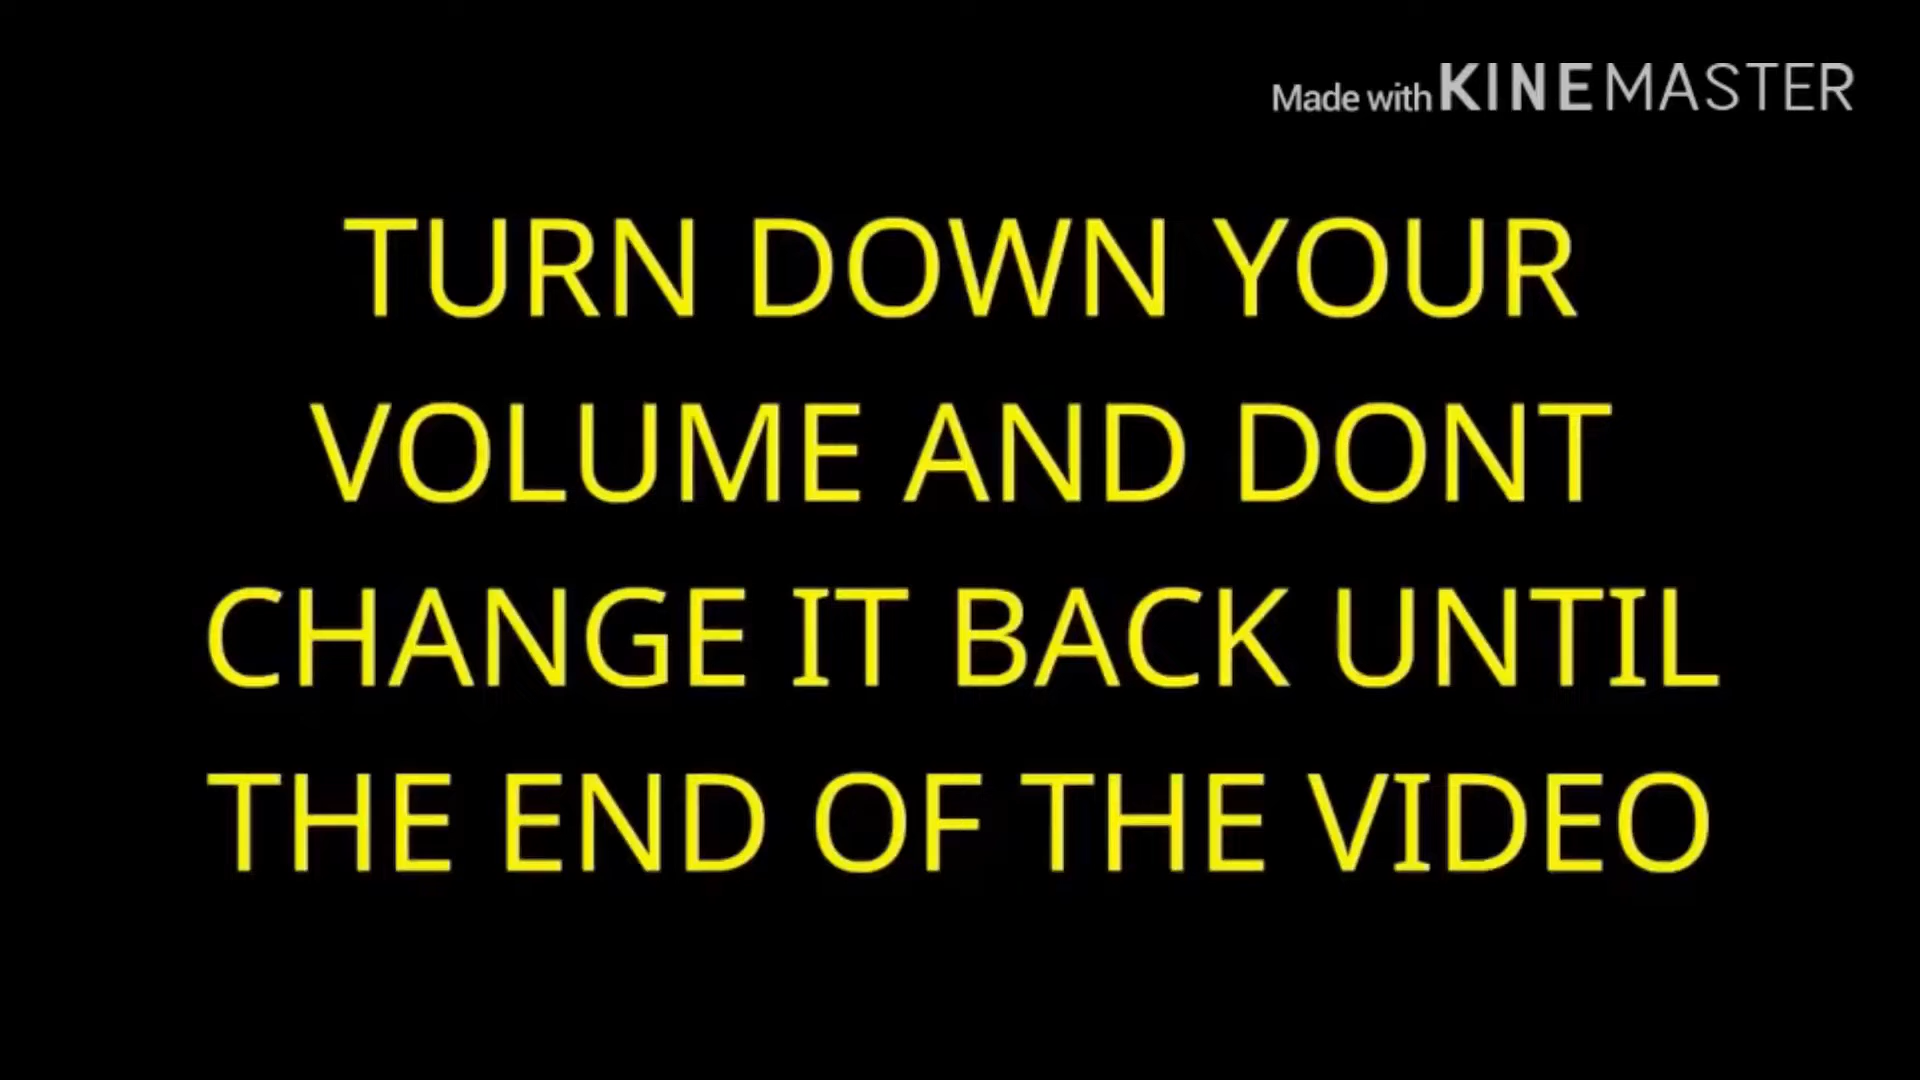 Made with KINEMASTER
TURN DOWN YOUR
VOLUME AND DONT
CHANGE IT BACK UNTIL
THE END OF THE VIDEO